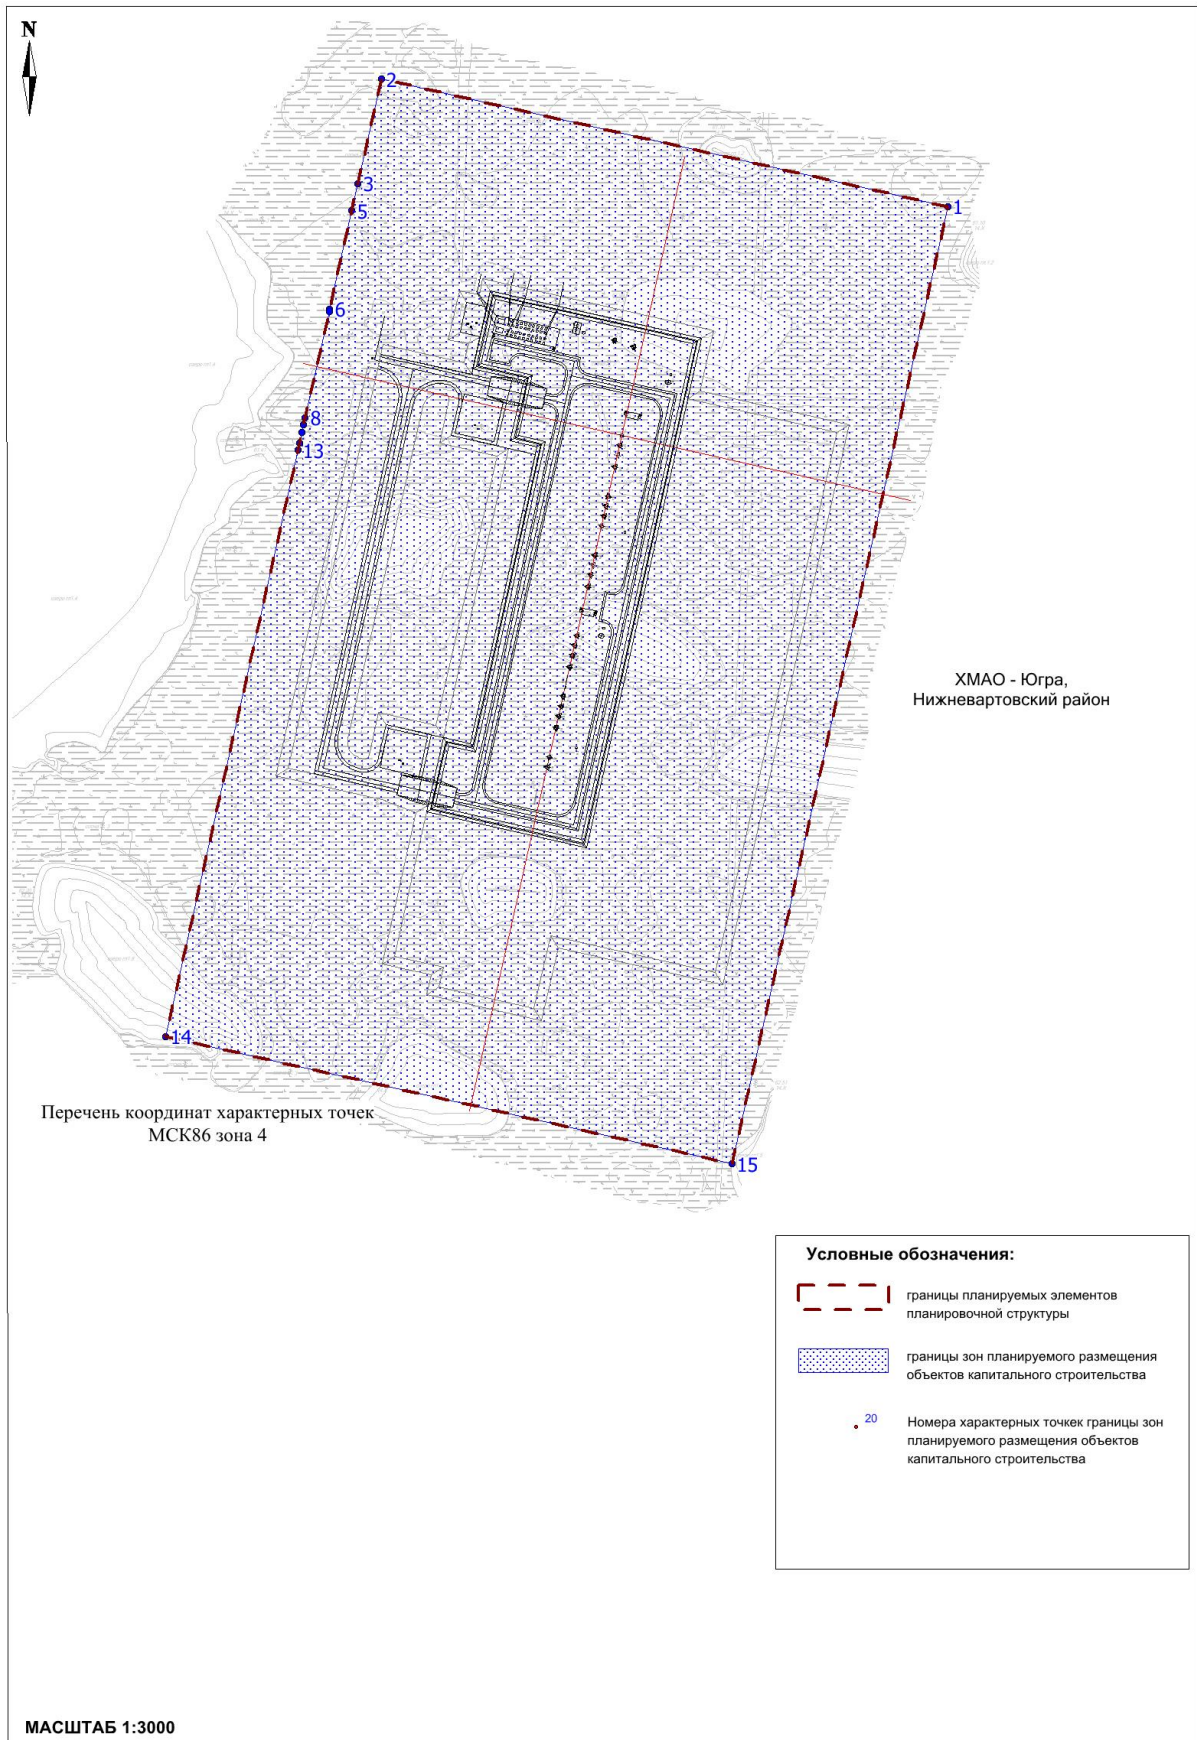 N
2
1
3
5
6
8
13
ХМАО - Югра,
Нижневартовский район
14
Перечень координат характерных точек
МСК86 зона 4
15
Условные обозначения:
границы планируемых элементов
планировочной структуры
границы зон планируемого размещения
объектов капитального строительства
20
Номера характерных точкек границы зон
планируемого размещения объектов
капитального строительства
МАСШТАБ 1:3000